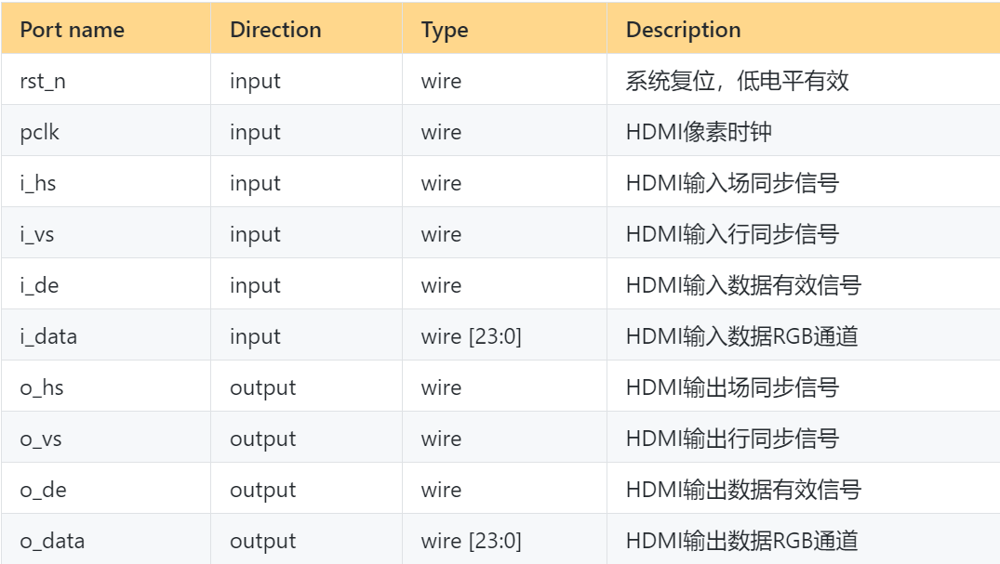 Port name Direction Type Description
rst_n input wire 系统复位，低电平有效
pclk input wire HDMI像素时钟
i_hs input wire HDMI输入场同步信号
i_vs input wire HDMI输入行同步信号
i_de input wire HDMI输入数据有效信号
i_data input wire [23:0] HDMI输入数据RGB通道
o_hs output wire HDMI输出场同步信号
o_vs output wire HDMI输出行同步信号
o_de output wire HDMI输出数据有效信号
o_data output wire [23:0] HDMI输出数据RGB通道